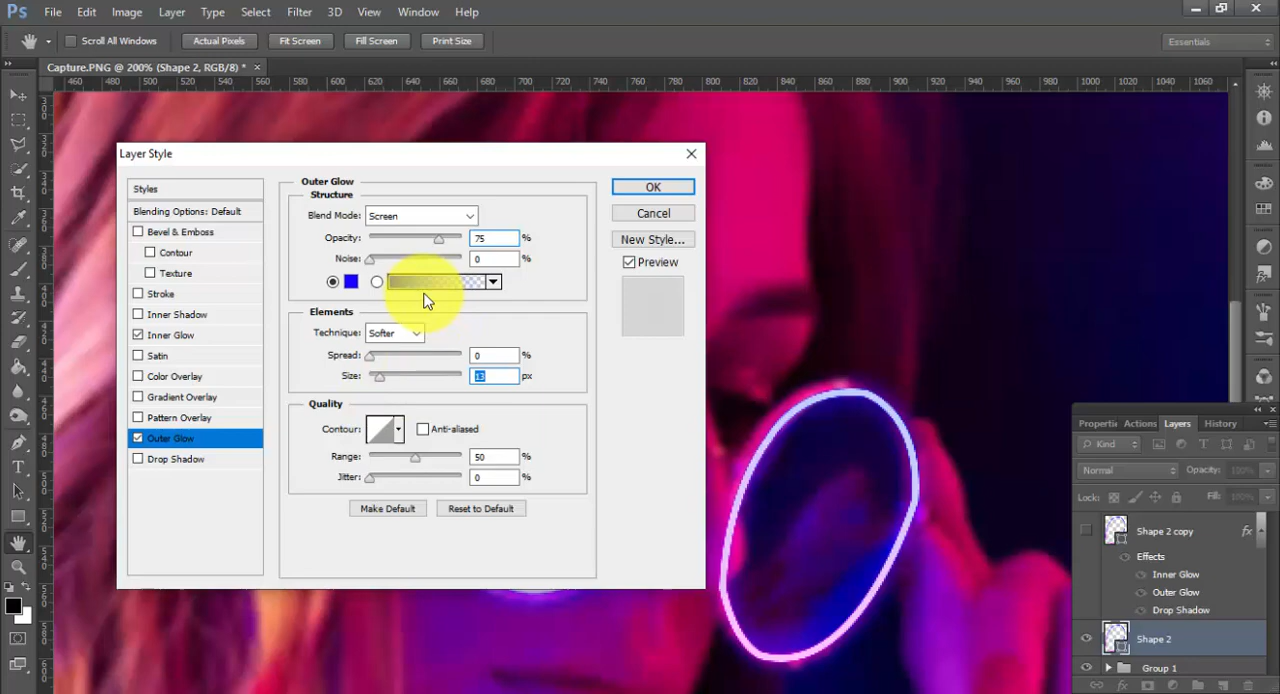 Ps File Edit Image Layer Type Select Filter 3D View Window Help
Scroll All Windows Actual Pixels Fit Screen Fill Screen Print Size Essentials
Capture.PNG @ 200% (Shape 2, RGB/8) * ×
460 480 500 520 540 560 580 600 620 640 660 680 700 720 740 760 780 800 820 840 860 880 900 920 940 960 980 1000 1020 1040 1060
Layer Style
Styles
Blending Options: Default
Bevel & Emboss
Contour
Texture
Stroke
Inner Shadow
Inner Glow
Satin
Color Overlay
Gradient Overlay
Pattern Overlay
Outer Glow
Drop Shadow
Outer Glow
Structure
Blend Mode: Screen
Opacity: 75 %
Noise: 0 %
Elements
Technique: Softer
Spread: 0 %
Size: 13 px
Quality
Contour: Anti-aliased
Range: 50 %
Jitter: 0 %
Make Default Reset to Default
OK
Cancel
New Style...
Preview
Properti Actions Layers History
Kind
Normal Opacity: 100%
Lock: Fill: 100%
Shape 2 copy fx
Effects
Inner Glow
Outer Glow
Drop Shadow
Shape 2
Group 1